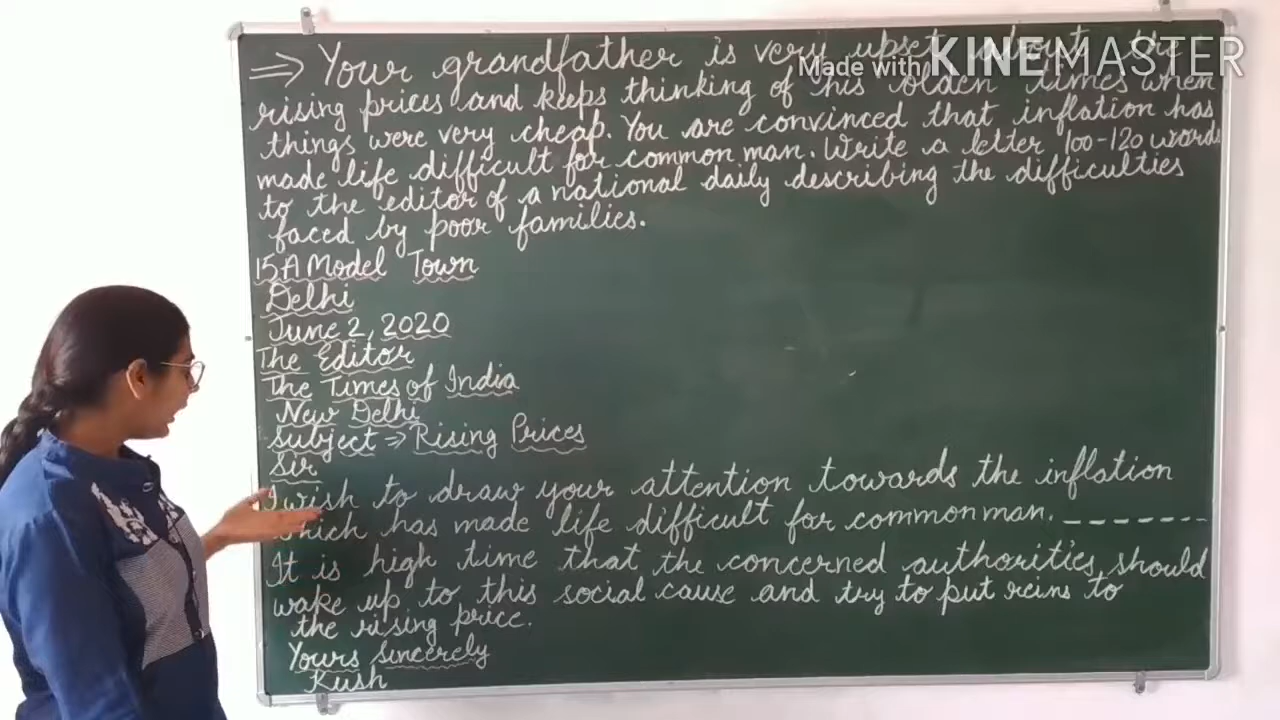 ⇒ Your grandfather is very upset about the
rising prices and keeps thinking of his olden times when
things were very cheap. You are convinced that inflation has
made life difficult for common man. Write a letter 100-120 words
to the editor of a national daily describing the difficulties
faced by poor families.
15A Model Town
Delhi
June 2, 2020
The Editor
The Times of India
New Delhi
Subject ⇒ Rising Prices
Sir
I wish to draw your attention towards the inflation
which has made life difficult for common man. _ _ _ _ _ _ _ _
It is high time that the concerned authorities should
wake up to this social cause and try to put reins to
the rising price.
Yours sincerely
Kush
Made with KINEMASTER